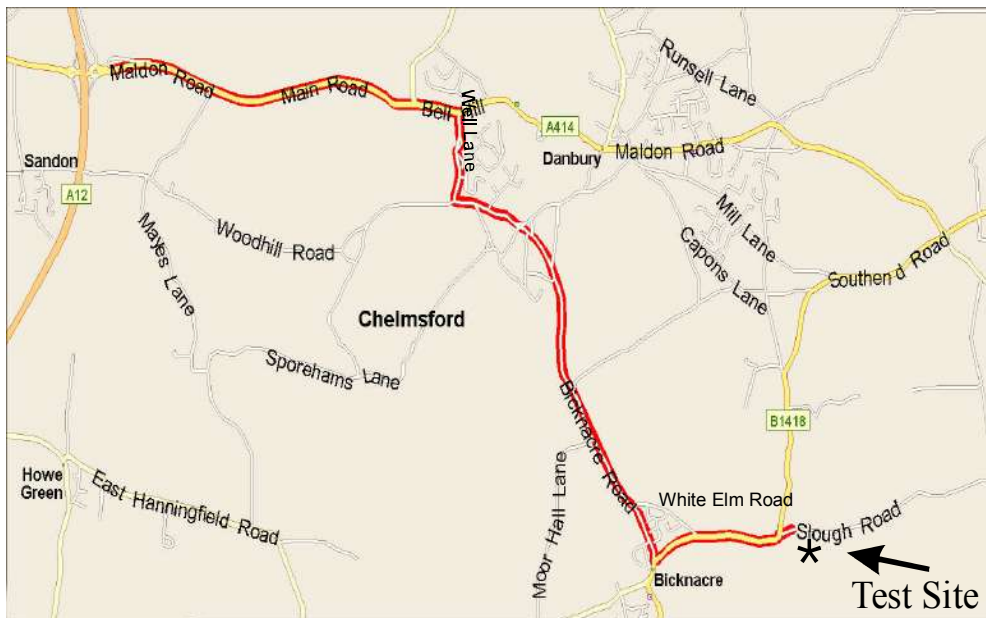 Runsell Lane
Maldon Road
Main Road
Bell Hill
Well Lane
A414
Danbury
Maldon Road
Sandon
A12
Mill Lane
Woodhill Road
Mayes Lane
Capons Lane
Southend Road
Chelmsford
Sporehams Lane
Bicknacre Road
B1418
Howe
Green
East Hanningfield Road
Moor Hall Lane
White Elm Road
Slough Road
*
Bicknacre
Test Site